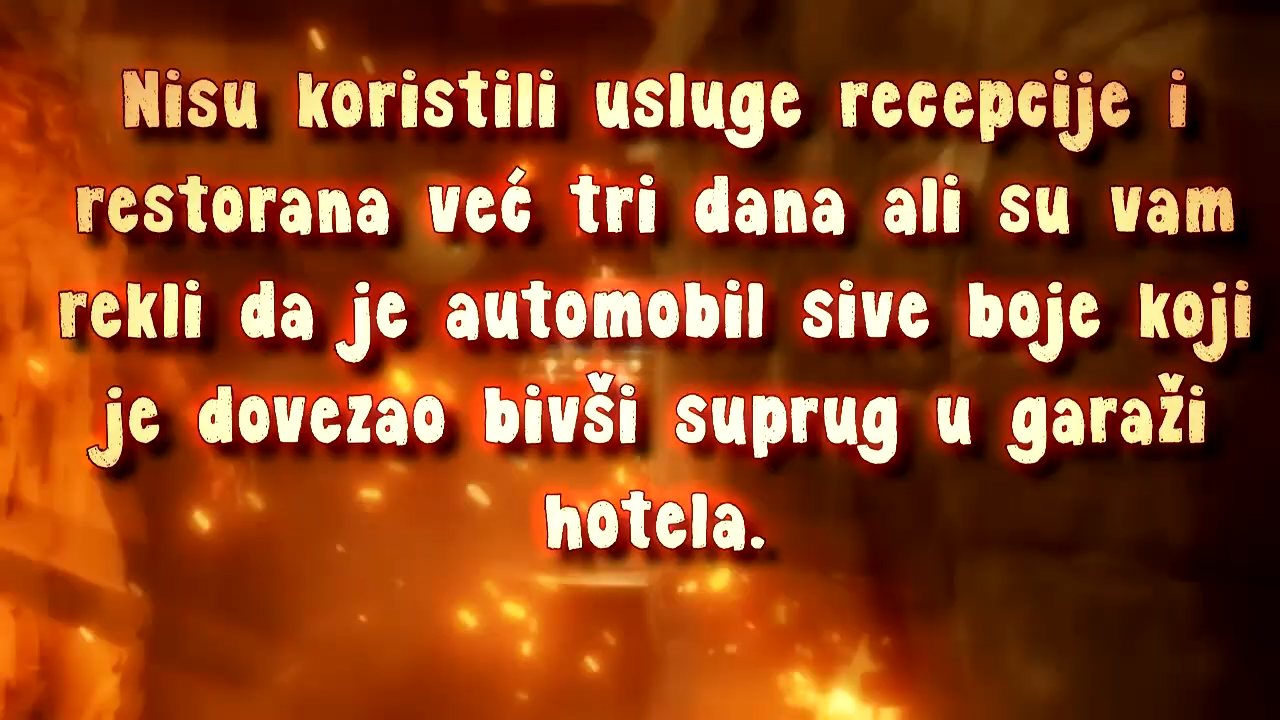 Nisu koristili usluge recepcije i
restorana već tri dana ali su vam
rekli da je automobil sive boje koji
je dovezao bivši suprug u garaži
hotela.